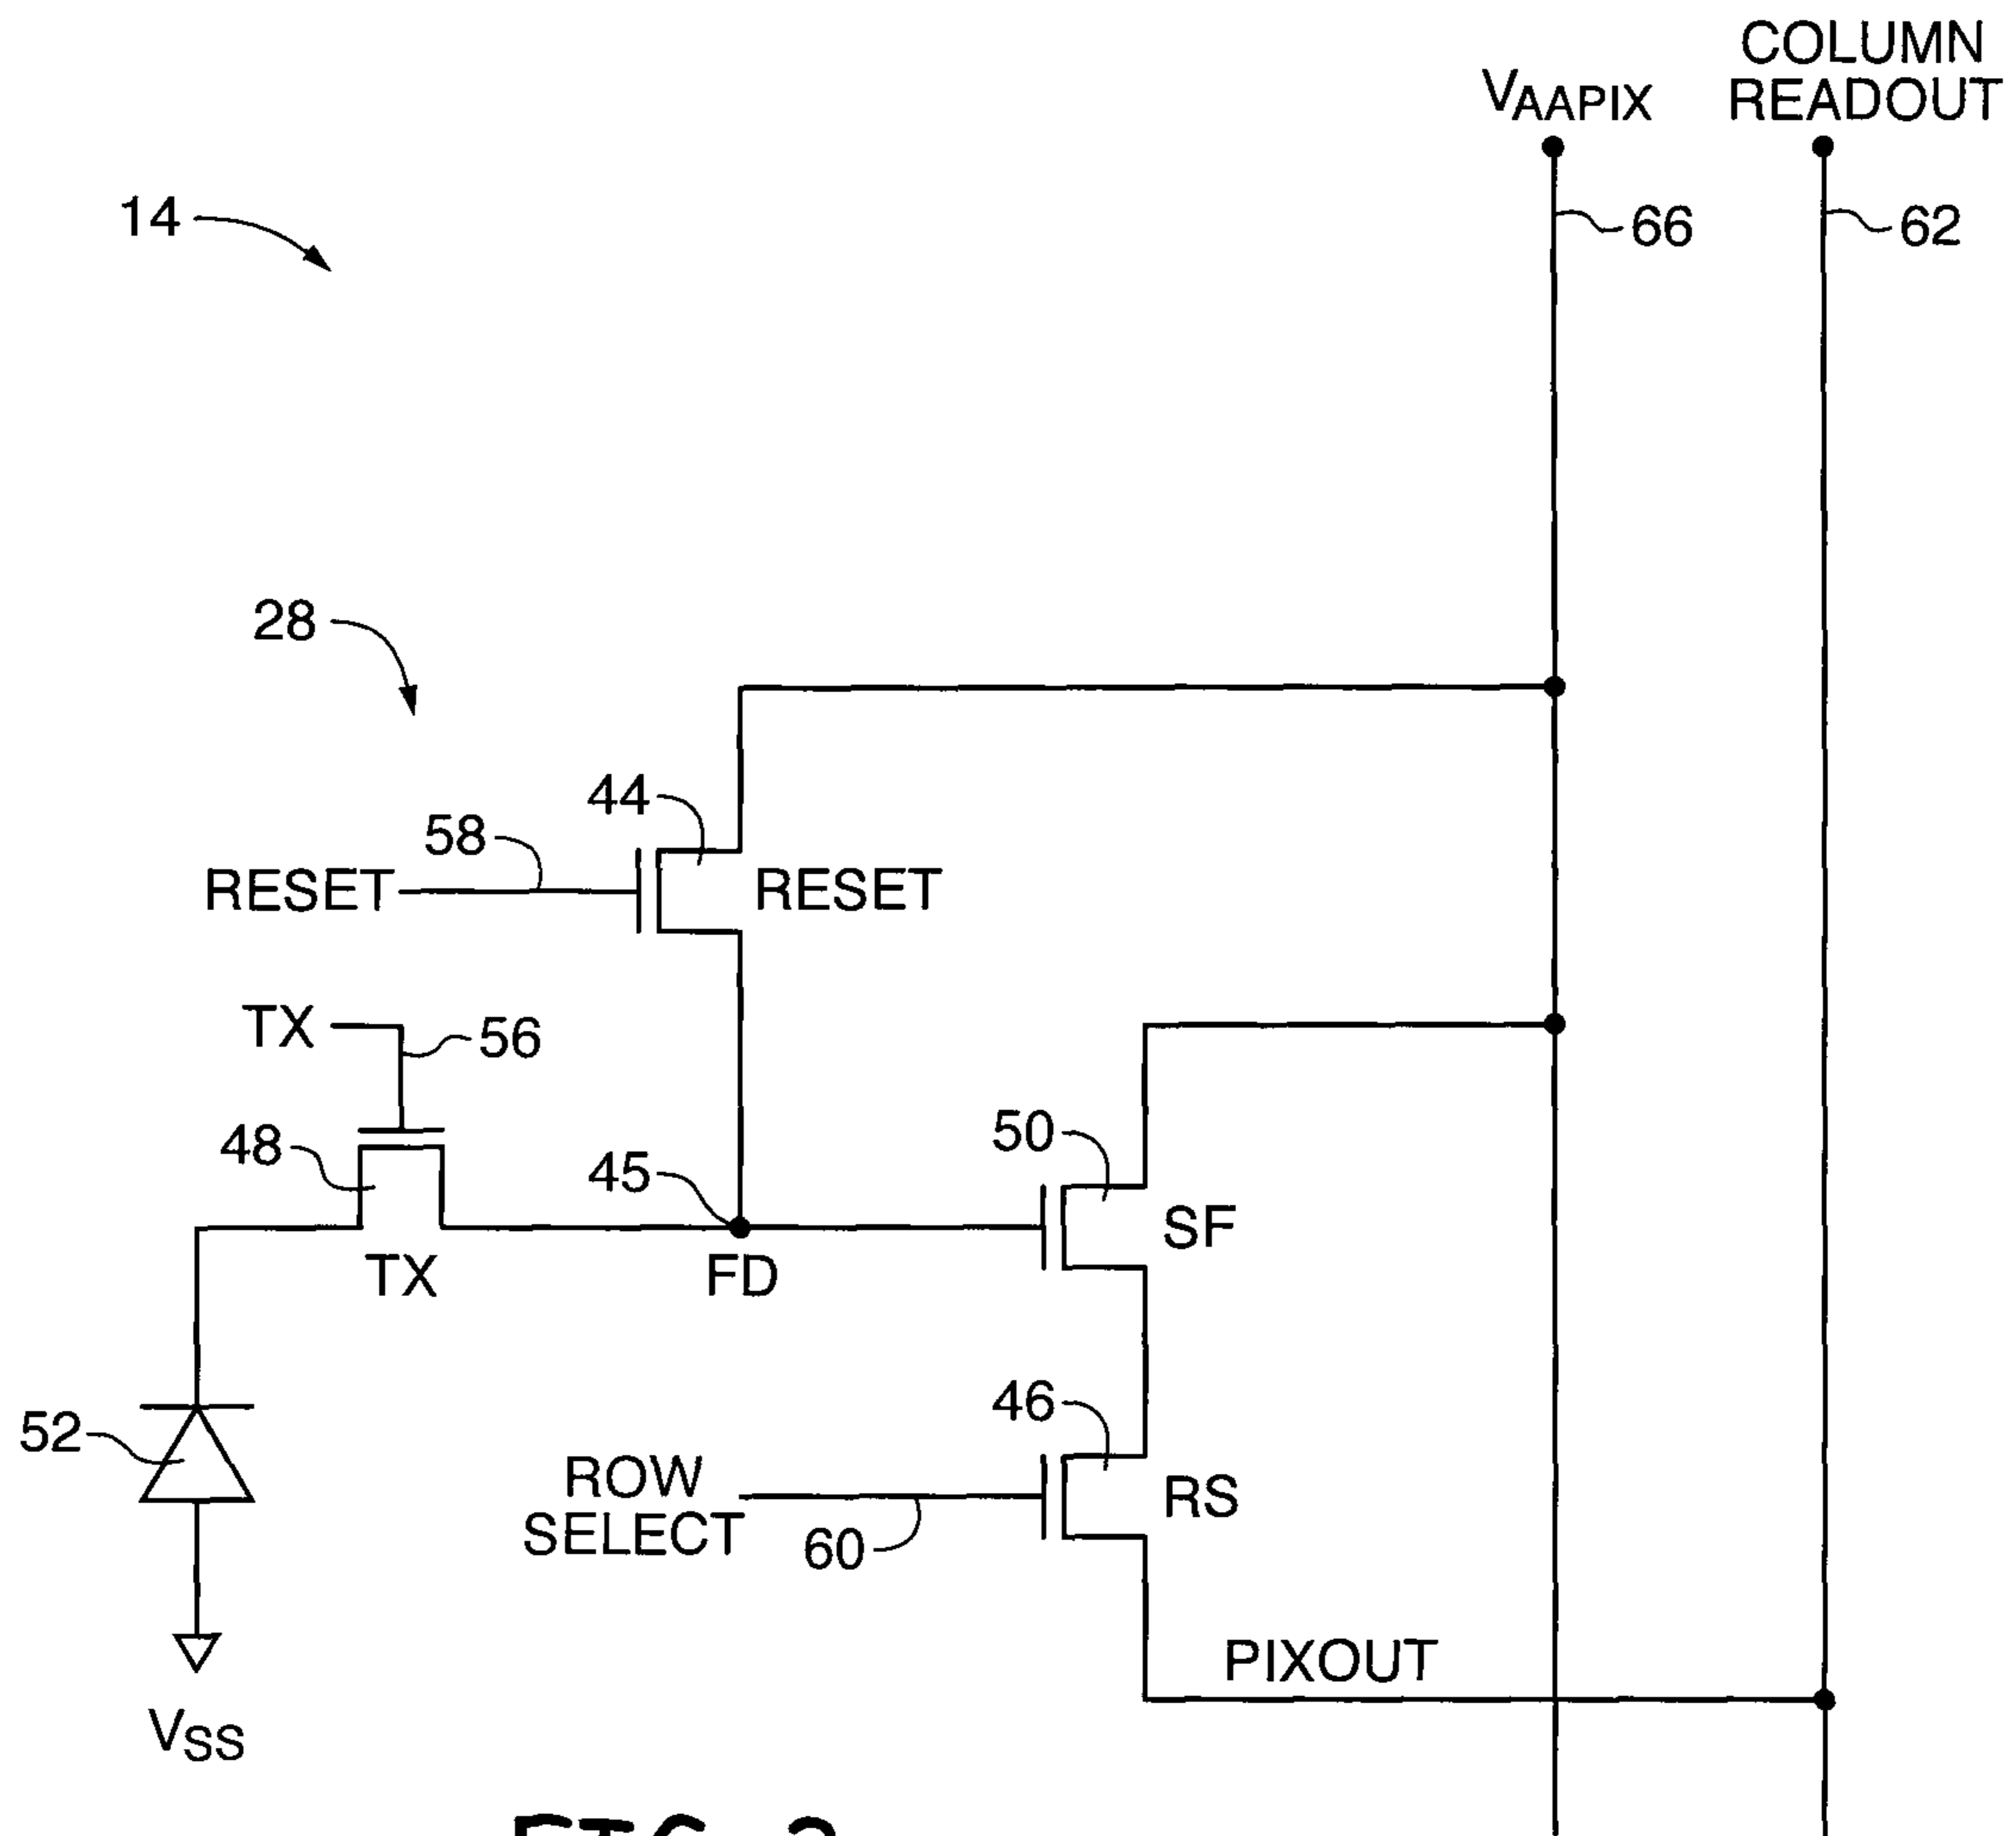 COLUMN
READOUT
VAAPIX
14
66
62
28
44
58
RESET
RESET
TX
56
48
45
50
SF
TX
FD
46
52
ROW
SELECT
RS
60
PIXOUT
VSS